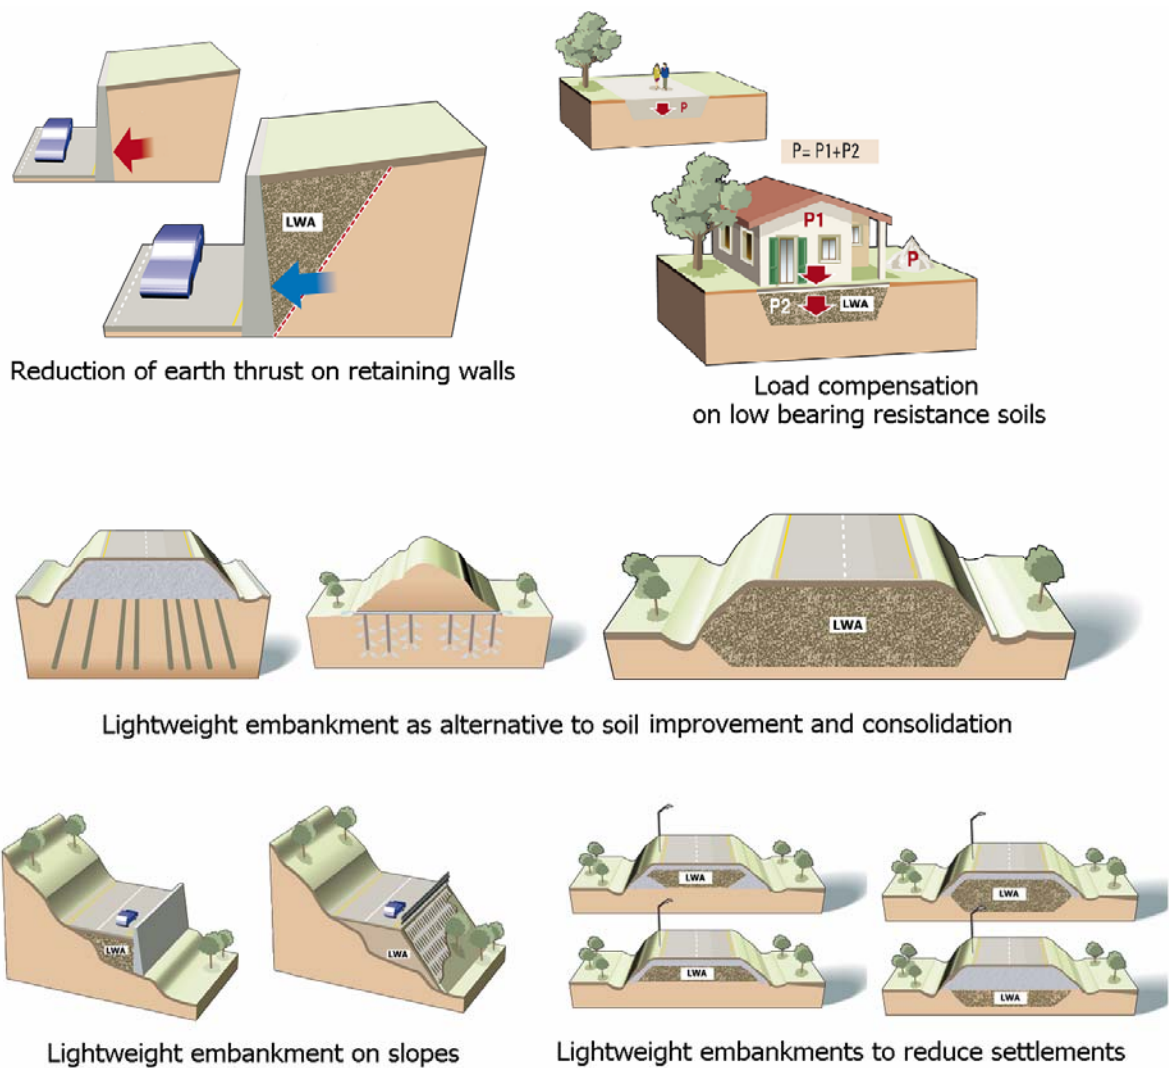 P
P= P1+P2
LWA
P1
P
P2
LWA
Reduction of earth thrust on retaining walls
Load compensation
on low bearing resistance soils
LWA
Lightweight embankment as alternative to soil improvement and consolidation
LWA
LWA
LWA
LWA
LWA
LWA
Lightweight embankment on slopes
Lightweight embankments to reduce settlements